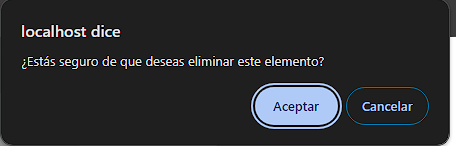 localhost dice
¿Estás seguro de que deseas eliminar este elemento?
Aceptar
Cancelar